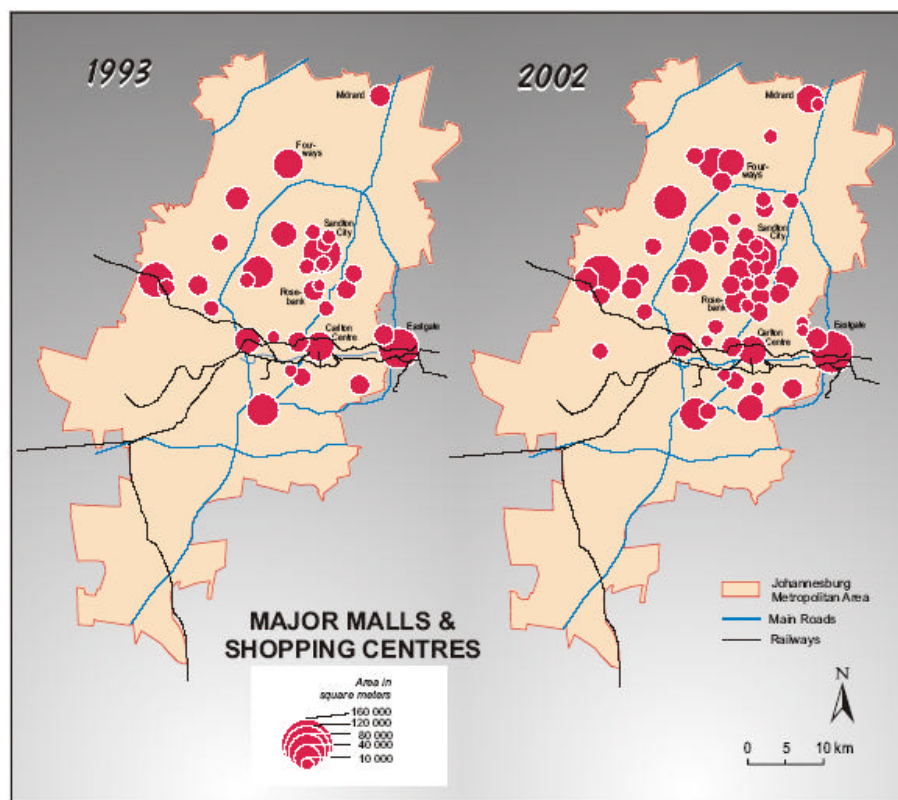 1993
Midrard
Four-
ways
Sandton
City
Rose-
bank
Carlton
Centre
Eastgate
2002
Midrard
Four-
ways
Sandton
City
Rose-
bank
Carlton
Centre
Eastgate
MAJOR MALLS &
SHOPPING CENTRES
Area in
square meters
160 000
120 000
80 000
40 000
10 000
Johannesburg
Metropolitan Area
Main Roads
Railways
N
0 5 10 km